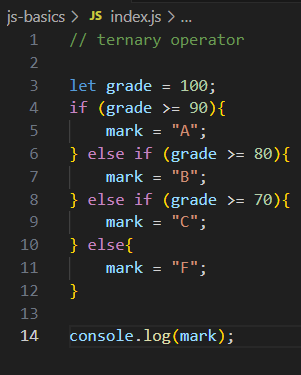 js-basics > JS index.js > ...
1 // ternary operator
2
3 let grade = 100;
4 if (grade >= 90){
5     mark = "A";
6 } else if (grade >= 80){
7     mark = "B";
8 } else if (grade >= 70){
9     mark = "C";
10 } else{
11     mark = "F";
12 }
13
14 console.log(mark);